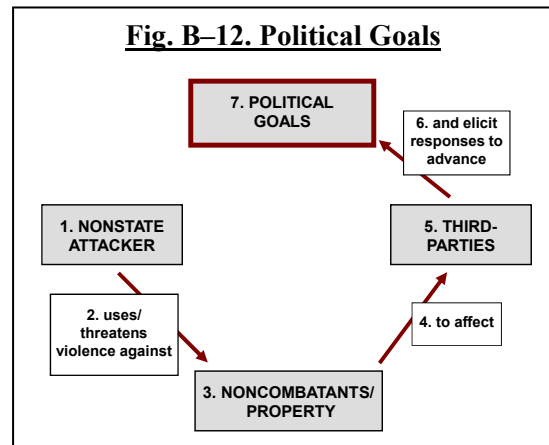 Fig. B–12. Political Goals
7. POLITICAL
GOALS
6. and elicit
responses to
advance
1. NONSTATE
ATTACKER
5. THIRD-
PARTIES
2. uses/
threatens
violence against
4. to affect
3. NONCOMBATANTS/
PROPERTY